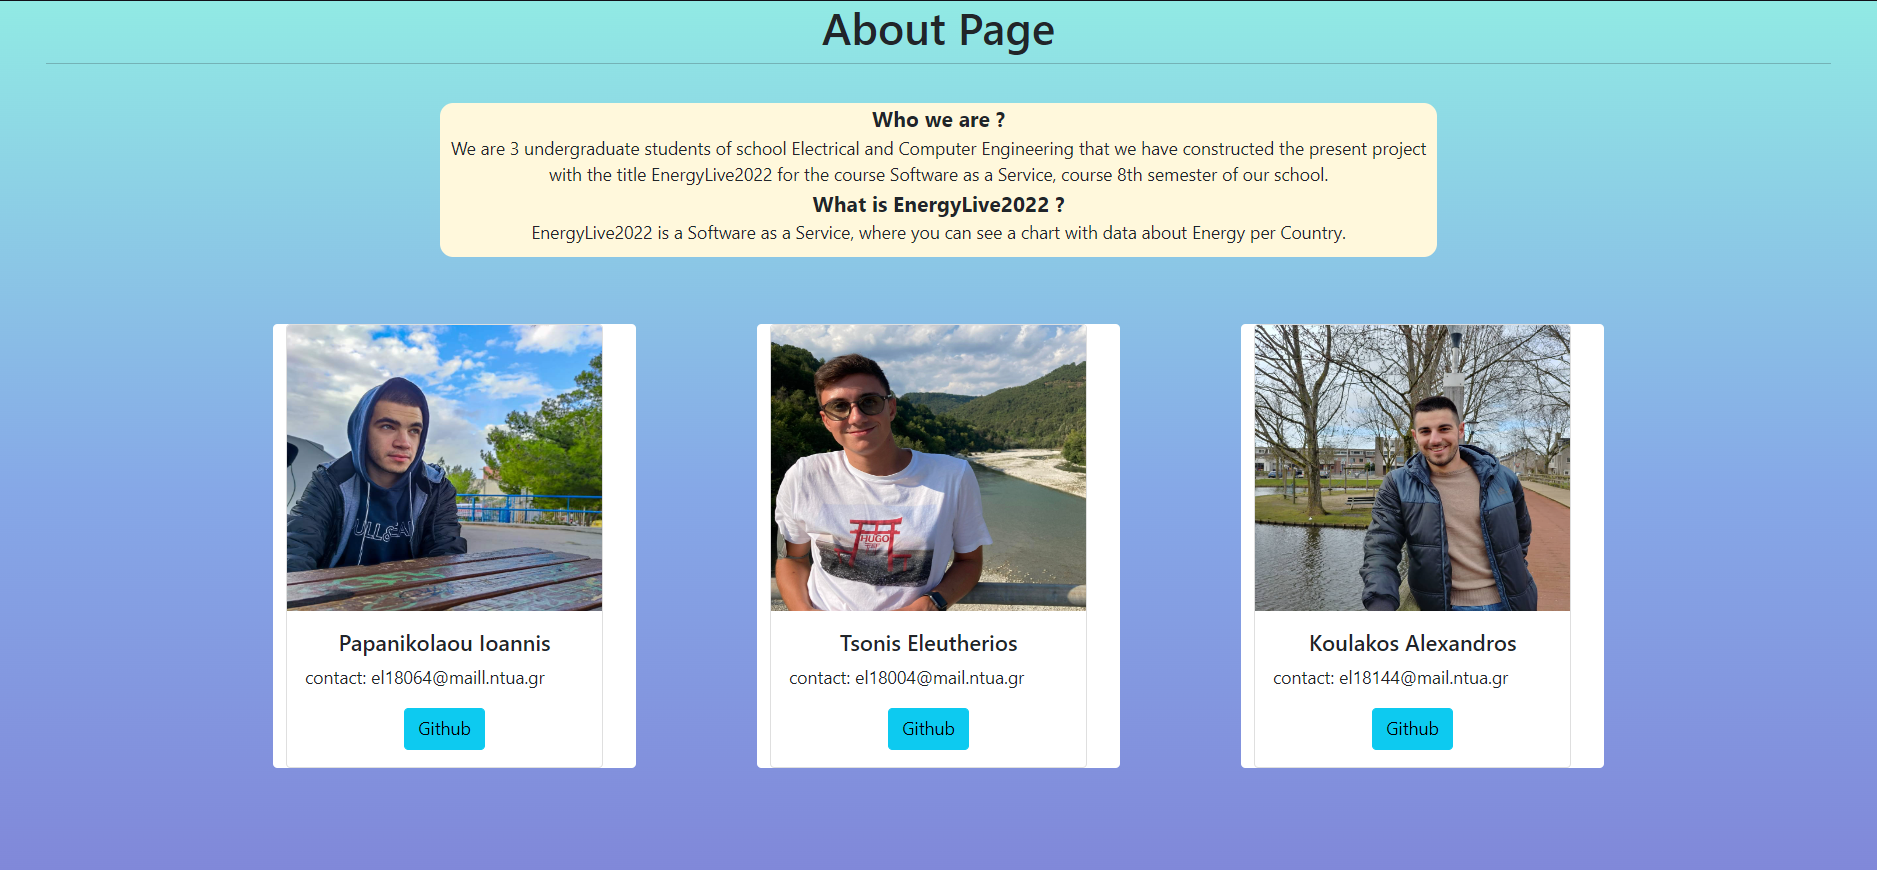 About Page
Who we are ?
We are 3 undergraduate students of school Electrical and Computer Engineering that we have constructed the present project
with the title EnergyLive2022 for the course Software as a Service, course 8th semester of our school.
What is EnergyLive2022 ?
EnergyLive2022 is a Software as a Service, where you can see a chart with data about Energy per Country.
HUGO
Papanikolaou Ioannis
contact: el18064@maill.ntua.gr
Github
Tsonis Eleutherios
contact: el18004@mail.ntua.gr
Github
Koulakos Alexandros
contact: el18144@mail.ntua.gr
Github